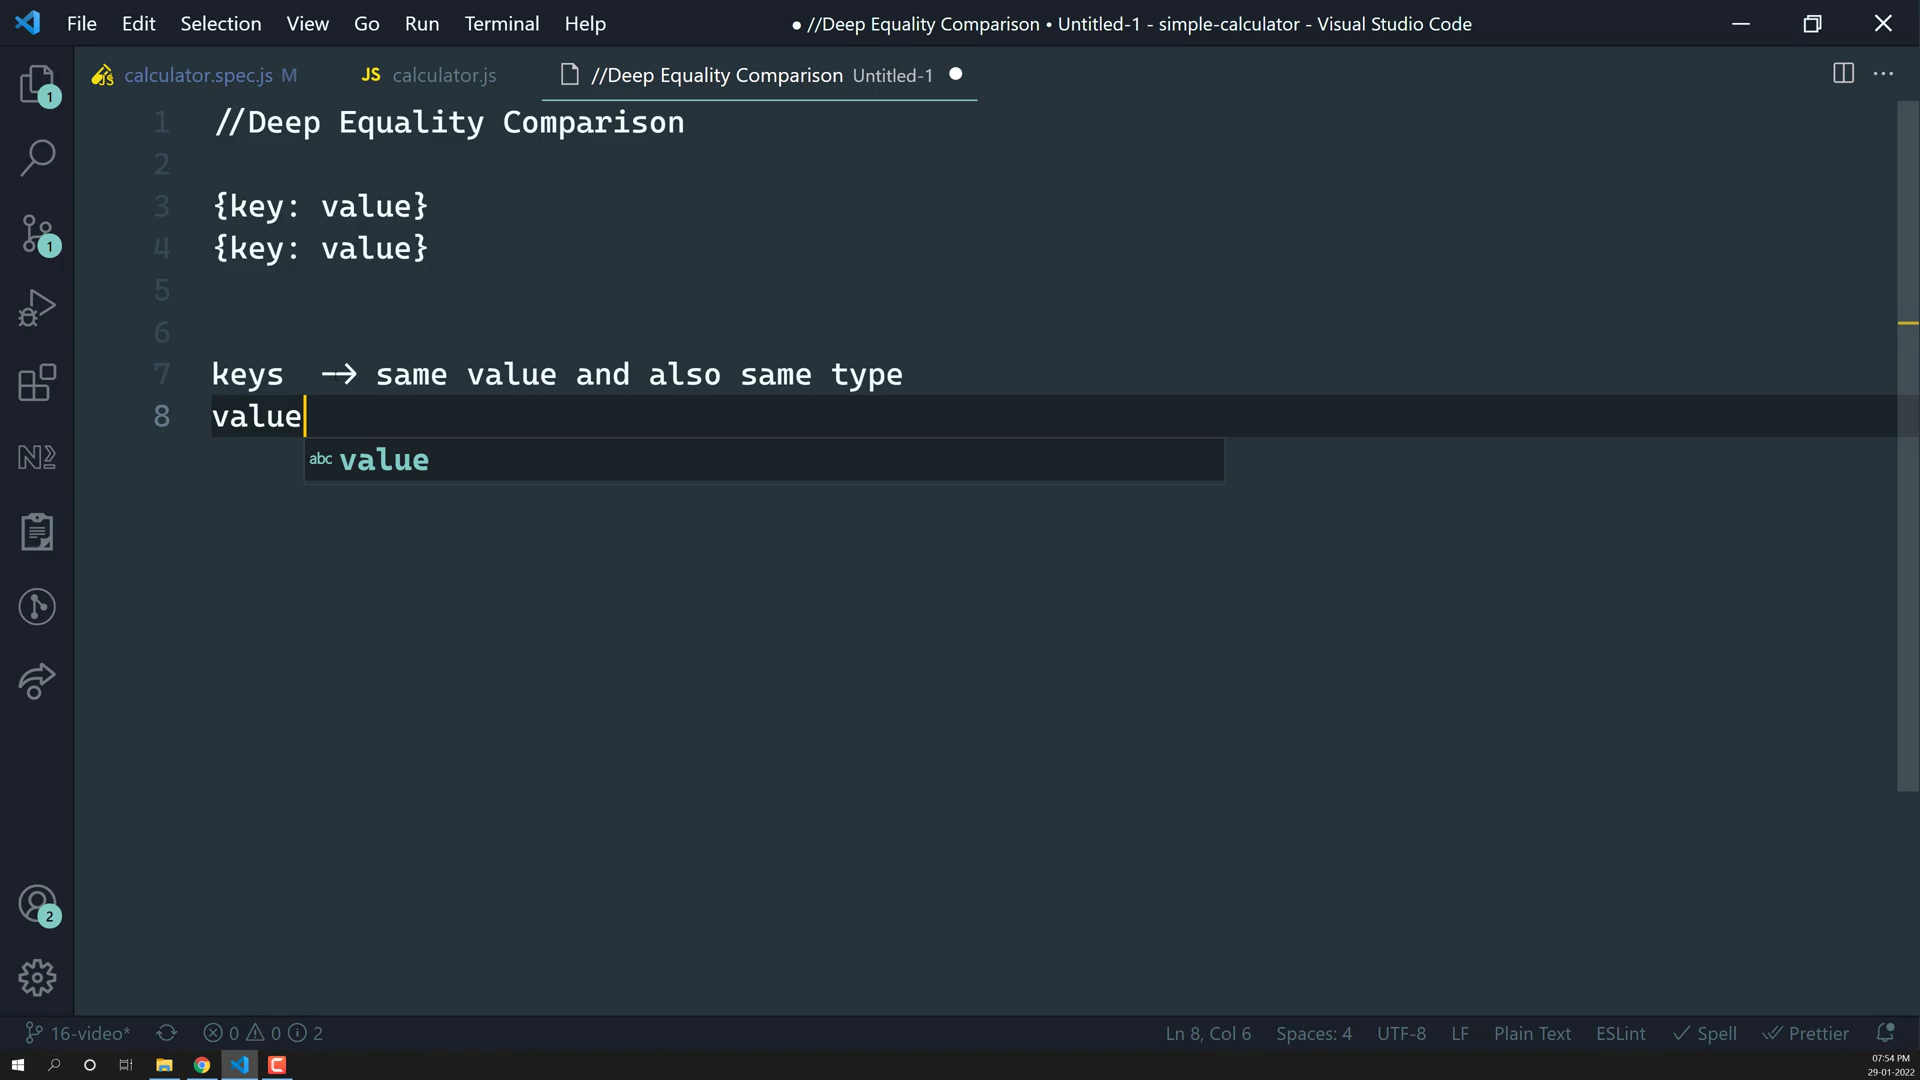 File Edit Selection View Go Run Terminal Help
● //Deep Equality Comparison • Untitled-1 - simple-calculator - Visual Studio Code
calculator.spec.js M
JS calculator.js
//Deep Equality Comparison Untitled-1
1 //Deep Equality Comparison
2
3 {key: value}
4 {key: value}
5
6
7 keys --> same value and also same type
8 value
abc value
1
1
2
16-video* 0 0 2
Ln 8, Col 6 Spaces: 4 UTF-8 LF Plain Text ESLint Spell Prettier
07:54 PM
29-01-2022